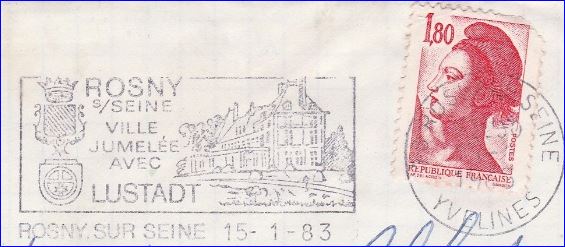 ROSNY
S/SEINE
VILLE
JUMELÉE
AVEC
LUSTADT
ROSNY SUR SEINE 15-1-83
1,80
POSTES
RÉPUBLIQUE FRANÇAISE
SEINE
YVELINES